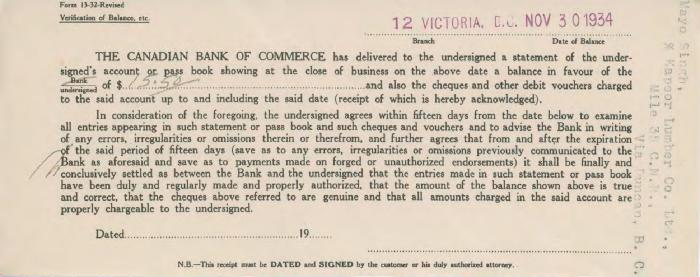 Form 13-32-Revised
Verification of Balance, etc.
12 VICTORIA, B.C. NOV 30 1934
Branch Date of Balance
THE CANADIAN BANK OF COMMERCE has delivered to the undersigned a statement of the under-
signed's account or pass book showing at the close of business on the above date a balance in favour of the
Bank
undersigned of $ and also the cheques and other debit vouchers charged
to the said account up to and including the said date (receipt of which is hereby acknowledged).
In consideration of the foregoing, the undersigned agrees within fifteen days from the date below to examine
all entries appearing in such statement or pass book and such cheques and vouchers and to advise the Bank in writing
of any errors, irregularities or omissions therein or therefrom, and further agrees that from and after the expiration
of the said period of fifteen days (save as to any errors, irregularities or omissions previously communicated to the
Bank as aforesaid and save as to payments made on forged or unauthorized endorsements) it shall be finally and
conclusively settled as between the Bank and the undersigned that the entries made in such statement or pass book
have been duly and regularly made and properly authorized, that the amount of the balance shown above is true
and correct, that the cheques above referred to are genuine and that all amounts charged in the said account are
properly chargeable to the undersigned.
Dated 19
N.B.—This receipt must be DATED and SIGNED by the customer or his duly authorized attorney.
Mayo Singh,
% Kapoor Lumber Co. Ltd.,
Mile 35 C.N.R.,
Via Duncan, B. C.